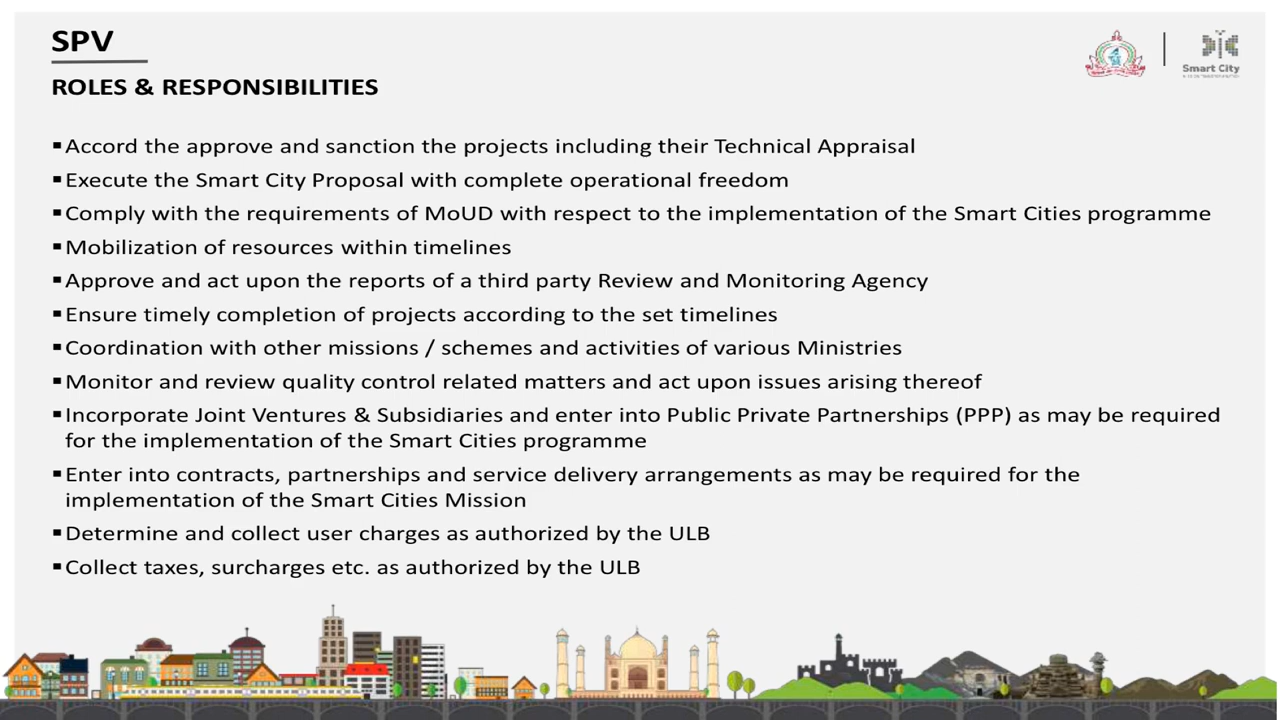 SPV
Smart City
ROLES & RESPONSIBILITIES
▪Accord the approve and sanction the projects including their Technical Appraisal
▪Execute the Smart City Proposal with complete operational freedom
▪Comply with the requirements of MoUD with respect to the implementation of the Smart Cities programme
▪Mobilization of resources within timelines
▪Approve and act upon the reports of a third party Review and Monitoring Agency
▪Ensure timely completion of projects according to the set timelines
▪Coordination with other missions / schemes and activities of various Ministries
▪Monitor and review quality control related matters and act upon issues arising thereof
▪Incorporate Joint Ventures & Subsidiaries and enter into Public Private Partnerships (PPP) as may be required
for the implementation of the Smart Cities programme
▪Enter into contracts, partnerships and service delivery arrangements as may be required for the
implementation of the Smart Cities Mission
▪Determine and collect user charges as authorized by the ULB
▪Collect taxes, surcharges etc. as authorized by the ULB